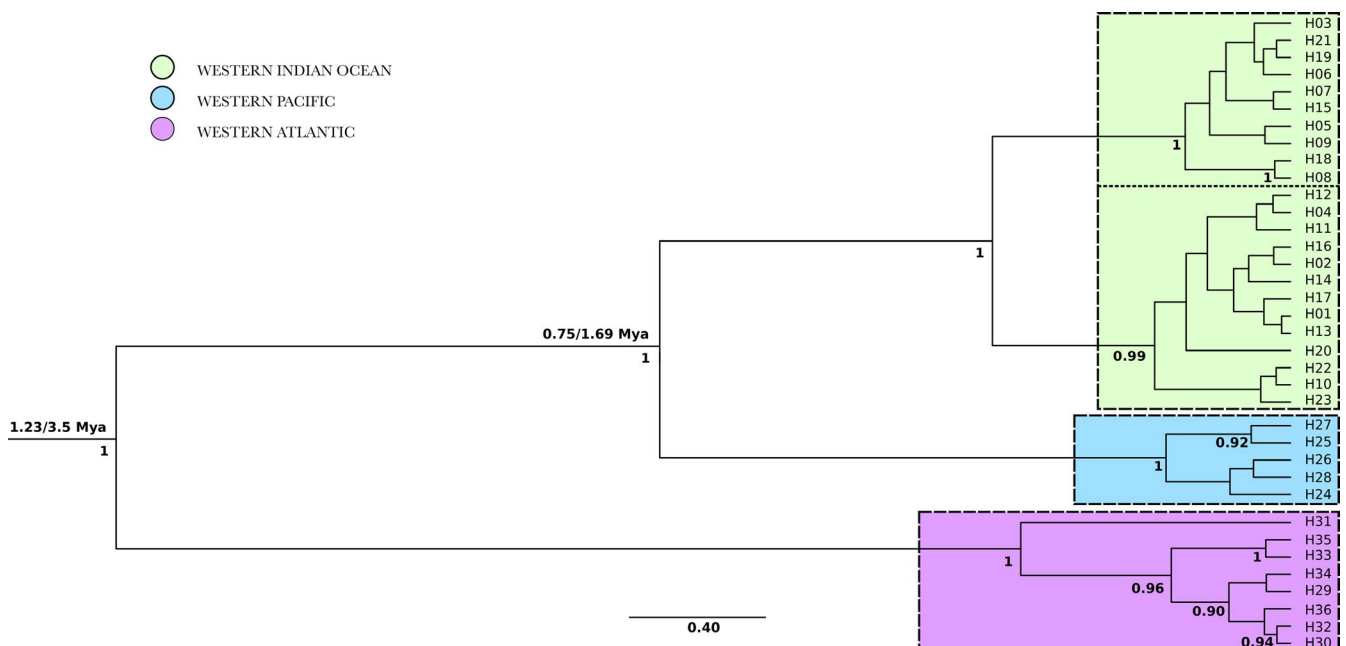 WESTERN INDIAN OCEAN
WESTERN PACIFIC
WESTERN ATLANTIC
H03
H21
H19
H06
H07
H15
H05
H09
1
H18
1
H08
H12
H04
H11
H16
1
H02
H14
H17
H01
H13
0.75/1.69 Mya
H20
0.99
1
H22
H10
H23
1.23/3.5 Mya
H27
0.92
H25
1
H26
1
H28
H24
H31
H35
1
H33
1
H34
0.96
H29
0.90
H36
0.40
H32
0.94
H30